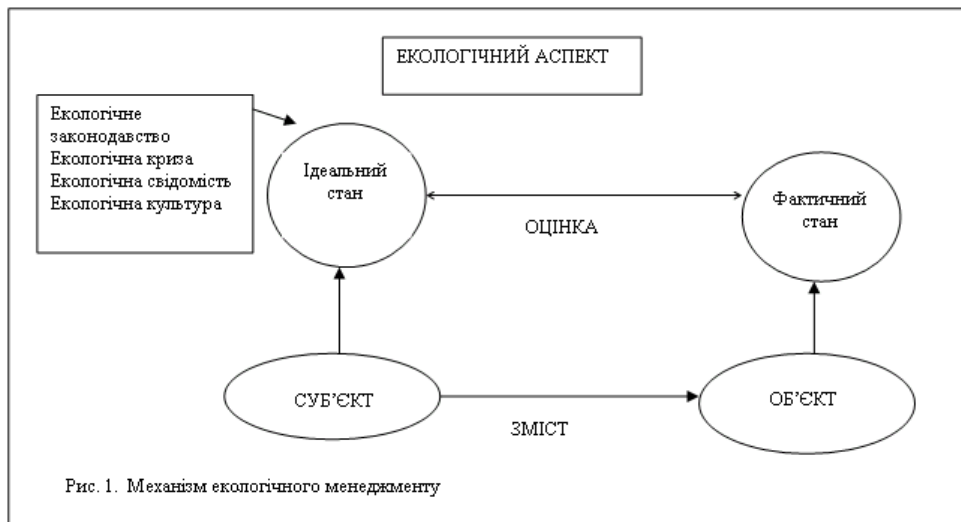 ЕКОЛОГІЧНИЙ АСПЕКТ
Екологічне
законодавство
Екологічна криза
Екологічна свідомість
Екологічна культура
Ідеальний
стан
Фактичний
стан
ОЦІНКА
СУБ’ЄКТ
ОБ’ЄКТ
ЗМІСТ
Рис. 1. Механізм екологічного менеджменту